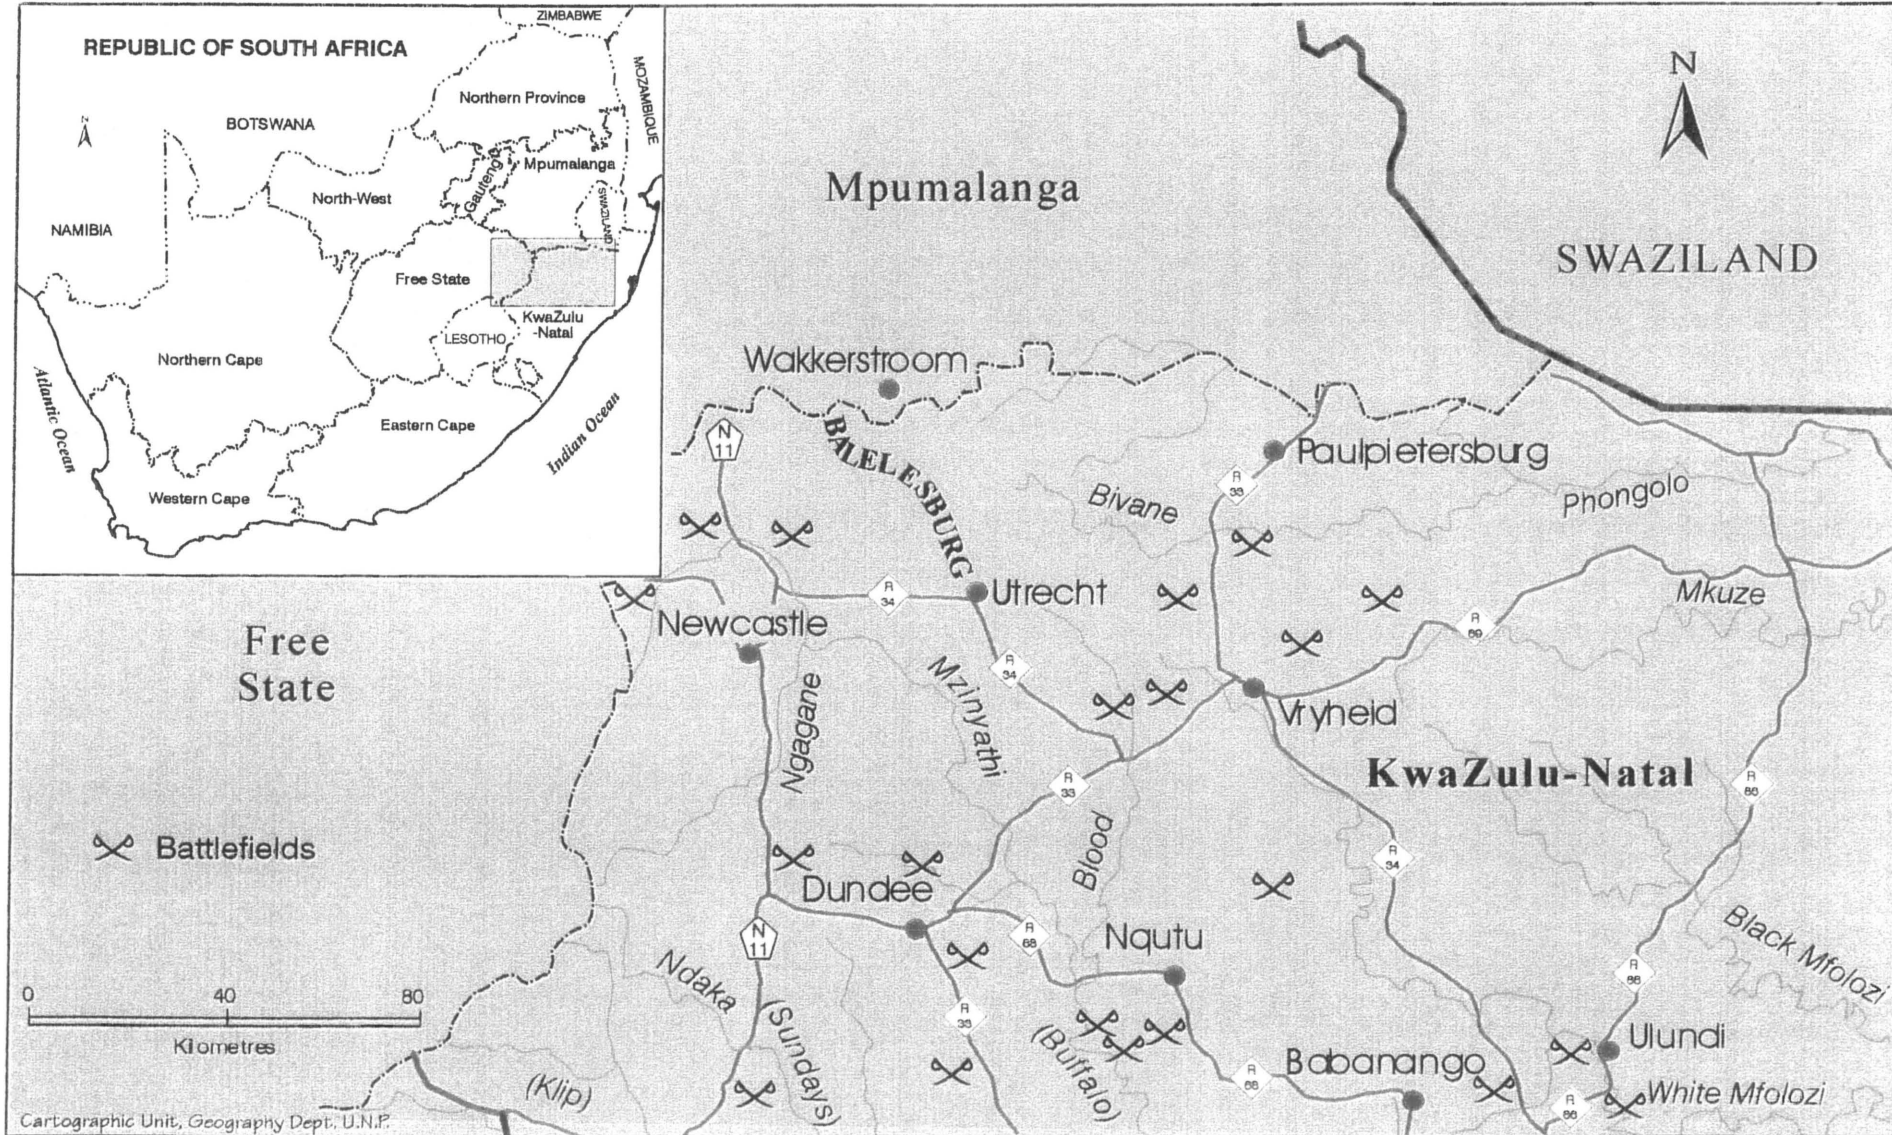 REPUBLIC OF SOUTH AFRICA
ZIMBABWE
MOZAMBIQUE
Northern Province
N
BOTSWANA
Mpumalanga
Gauteng
North-West
SWAZILAND
NAMIBIA
Free State
KwaZulu
-Natal
LESOTHO
Northern Cape
Atlantic Ocean
Eastern Cape
Indian Ocean
Western Cape
N
Mpumalanga
SWAZILAND
Wakkerstroom
BALELESBURG
N
11
Paulpietersburg
R
33
Bivane
Phongolo
Utrecht
R
34
Mkuze
R
69
Newcastle
Free
State
R
34
Mzinyathi
Ngagane
Vryheid
KwaZulu-Natal
R
33
R
66
Blood
Battlefields
R
34
Dundee
N
11
R
68
Nqutu
Black Mfolozi
Ndaka
R
66
0 40 80
Kilometres
(Sundays)
R
33
(Buffalo)
Ulundi
Babanango
R
68
(Klip)
White Mfolozi
R
66
Cartographic Unit, Geography Dept. U.N.P.